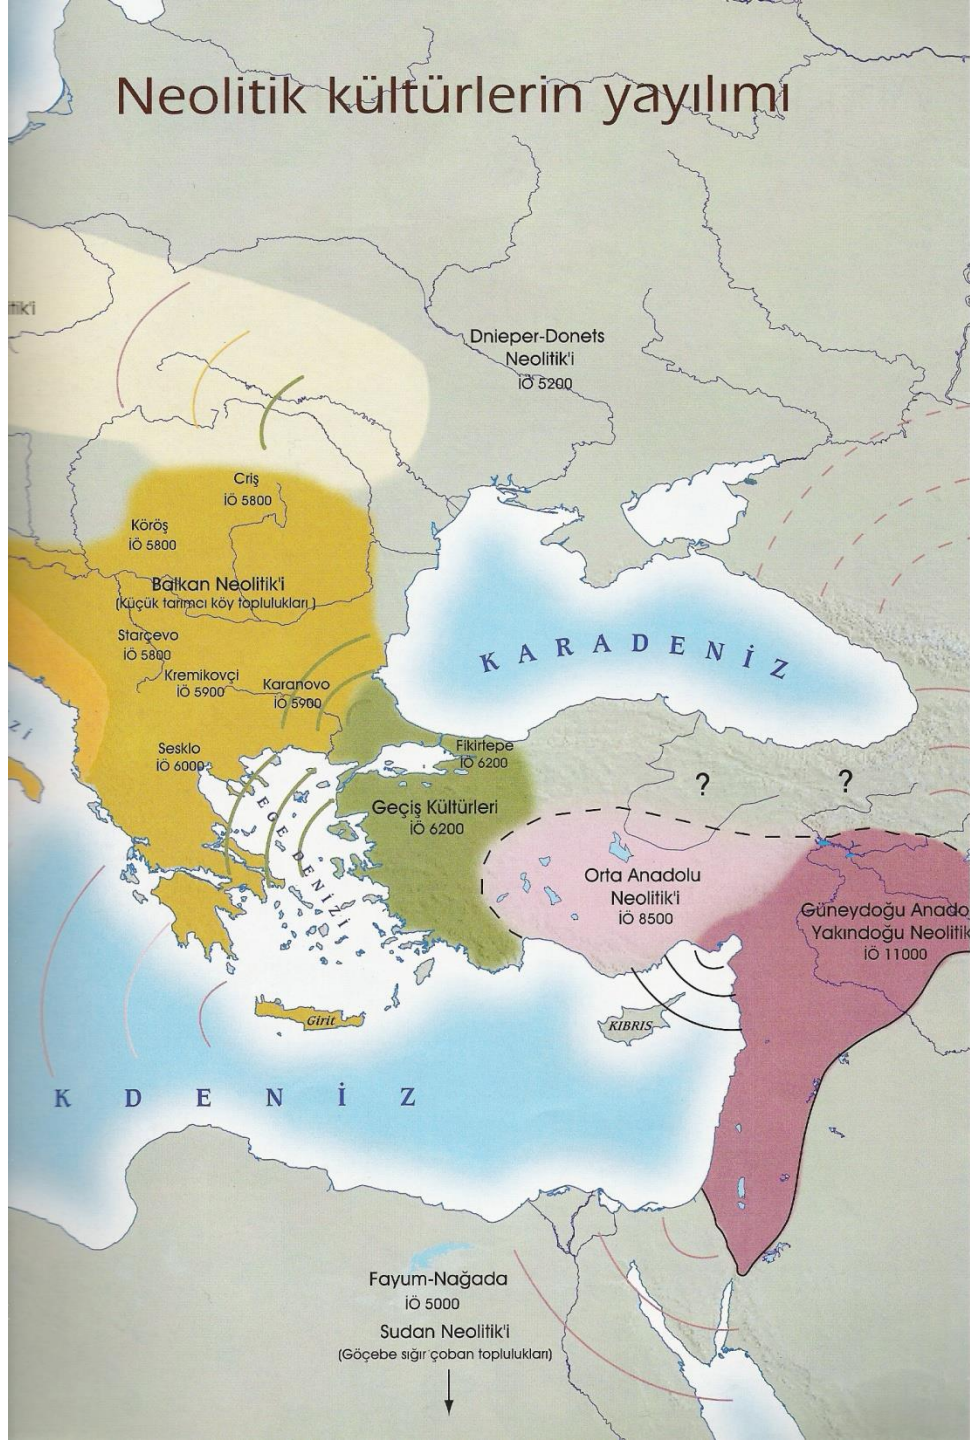 Neolitik kültürlerin yayılımı
Dnieper-Donets
Neolitik'i
İÖ 5200
Criş
İÖ 5800
Köröş
İÖ 5800
Balkan Neolitik'i
(Küçük tarımcı köy toplulukları)
Starçevo
İÖ 5800
Kremikovçi
İÖ 5900
Karanovo
İÖ 5900
KARADENİZ
Sesklo
İÖ 6000
Fikirtepe
İÖ 6200
Geçiş Kültürleri
İÖ 6200
EGE DENİZİ
?
?
Orta Anadolu
Neolitik'i
İÖ 8500
Güneydoğu Anado
Yakındoğu Neolitik
İÖ 11000
Girit
KIBRIS
KDENİZ
Fayum-Nağada
İÖ 5000
Sudan Neolitik'i
(Göçebe sığır çoban toplulukları)